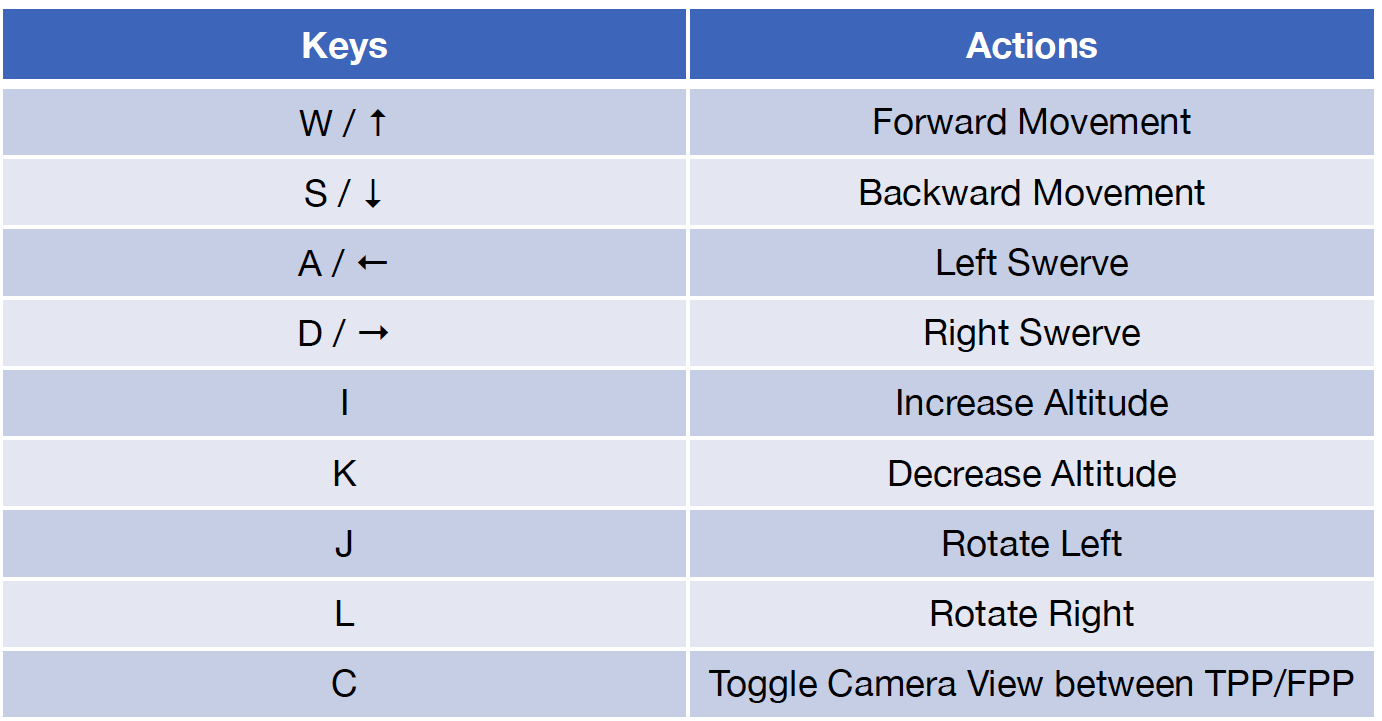 Keys Actions
W / ↑ Forward Movement
S / ↓ Backward Movement
A / ← Left Swerve
D / → Right Swerve
I Increase Altitude
K Decrease Altitude
J Rotate Left
L Rotate Right
C Toggle Camera View between TPP/FPP